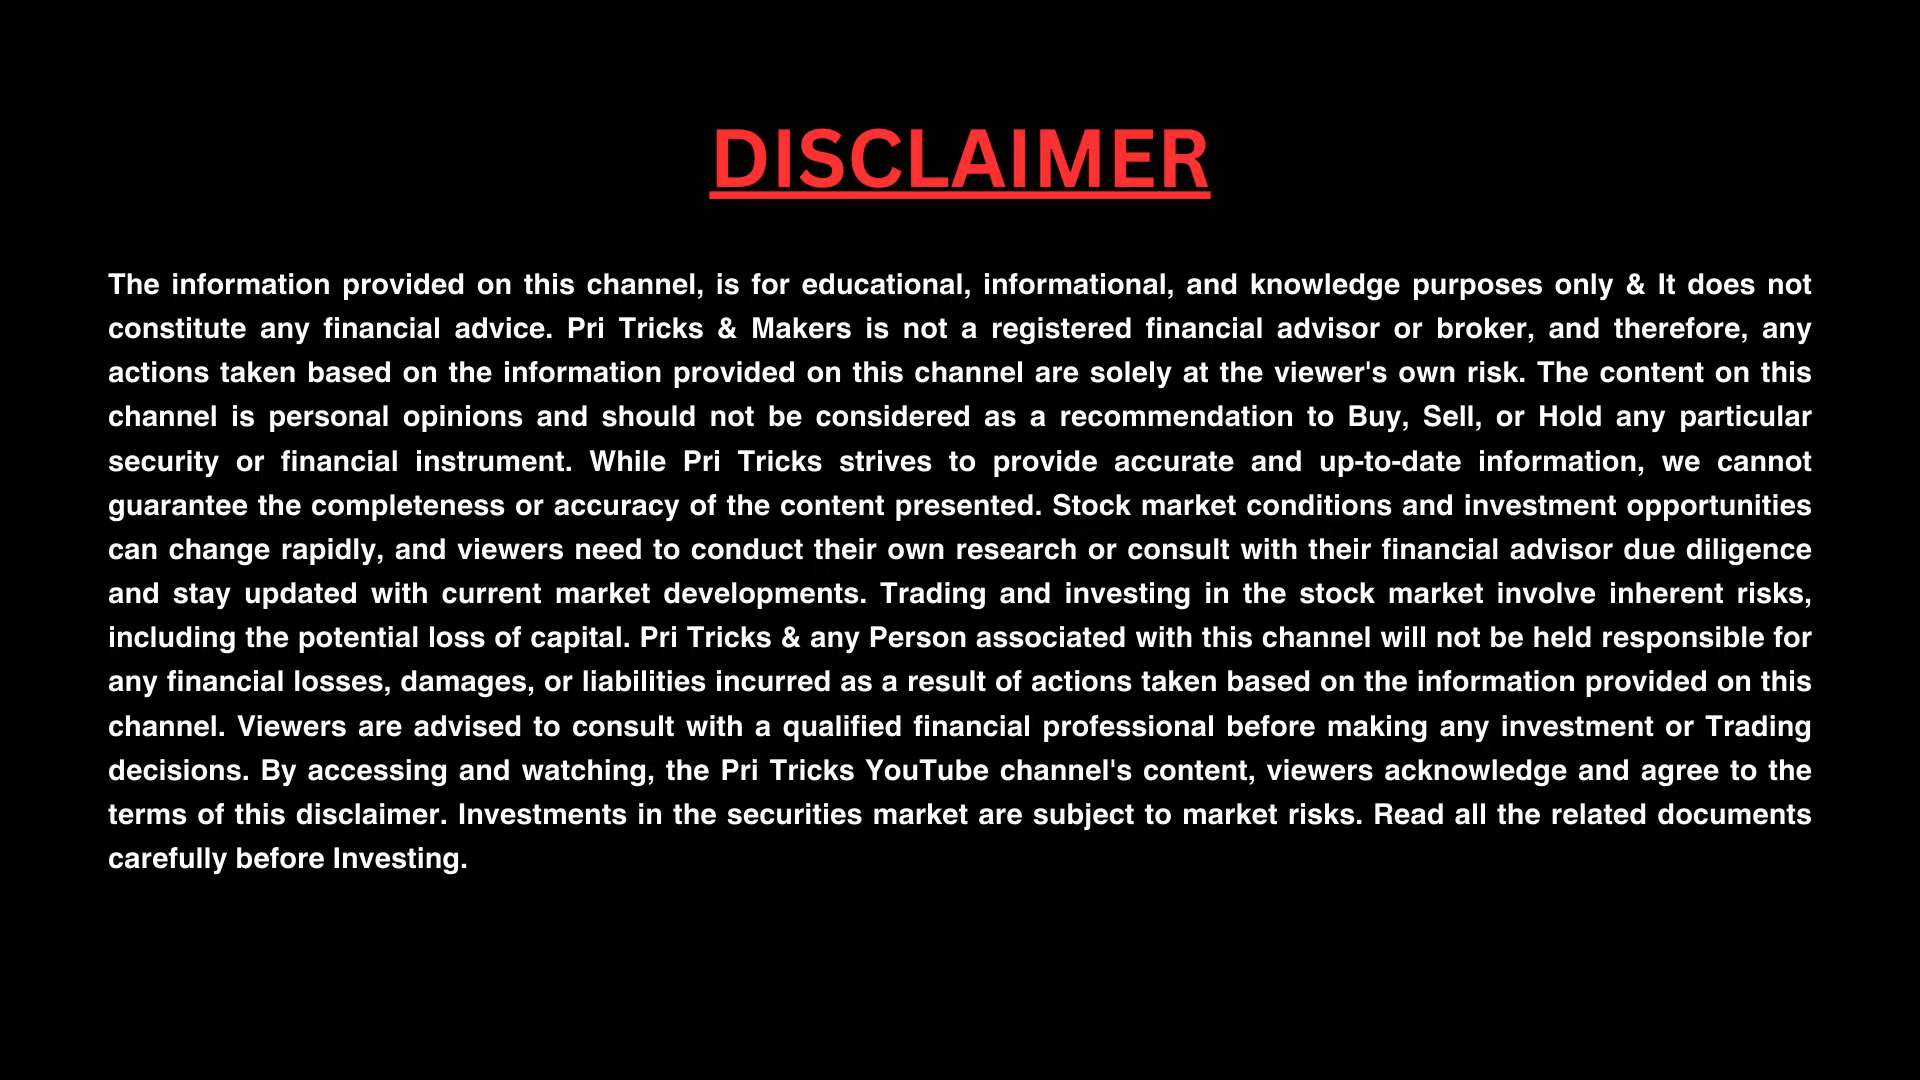 DISCLAIMER
The information provided on this channel, is for educational, informational, and knowledge purposes only & It does not
constitute any financial advice. Pri Tricks & Makers is not a registered financial advisor or broker, and therefore, any
actions taken based on the information provided on this channel are solely at the viewer's own risk. The content on this
channel is personal opinions and should not be considered as a recommendation to Buy, Sell, or Hold any particular
security or financial instrument. While Pri Tricks strives to provide accurate and up-to-date information, we cannot
guarantee the completeness or accuracy of the content presented. Stock market conditions and investment opportunities
can change rapidly, and viewers need to conduct their own research or consult with their financial advisor due diligence
and stay updated with current market developments. Trading and investing in the stock market involve inherent risks,
including the potential loss of capital. Pri Tricks & any Person associated with this channel will not be held responsible for
any financial losses, damages, or liabilities incurred as a result of actions taken based on the information provided on this
channel. Viewers are advised to consult with a qualified financial professional before making any investment or Trading
decisions. By accessing and watching, the Pri Tricks YouTube channel's content, viewers acknowledge and agree to the
terms of this disclaimer. Investments in the securities market are subject to market risks. Read all the related documents
carefully before Investing.